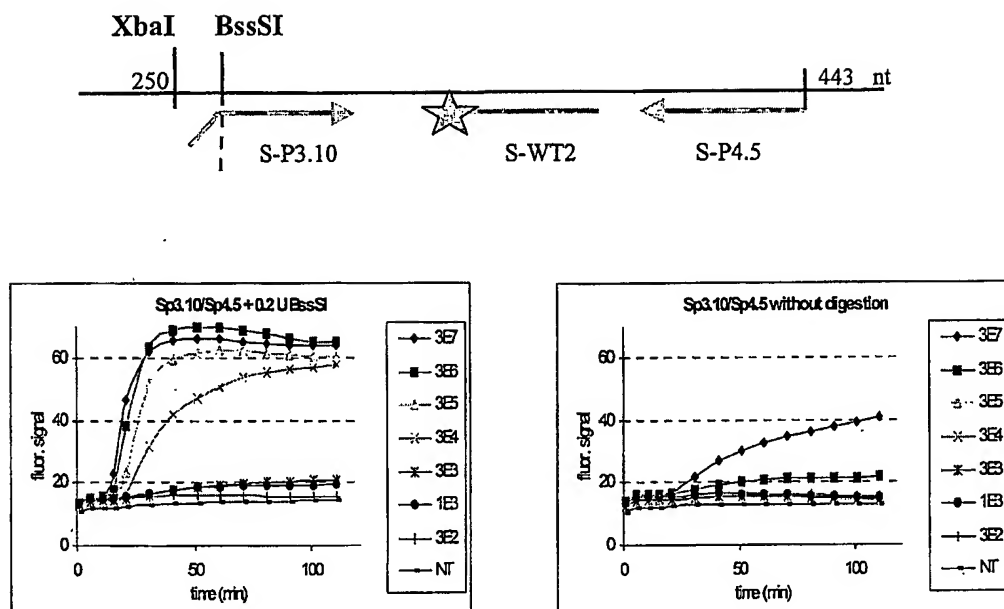 XbaI BssSI
250
443 nt
S-P3.10
S-WT2
S-P4.5
Sp3.10/Sp4.5 + 0.2 U BssSI
fluor. signal
60
40
20
0
0 50 100
time (min)
3E7
3E6
3E5
3E4
3E3
1E3
3E2
NT
Sp3.10/Sp4.5 without digestion
fluor. signal
60
40
20
0
0 50 100
time (min)
3E7
3E6
3E5
3E4
3E3
1E3
3E2
NT